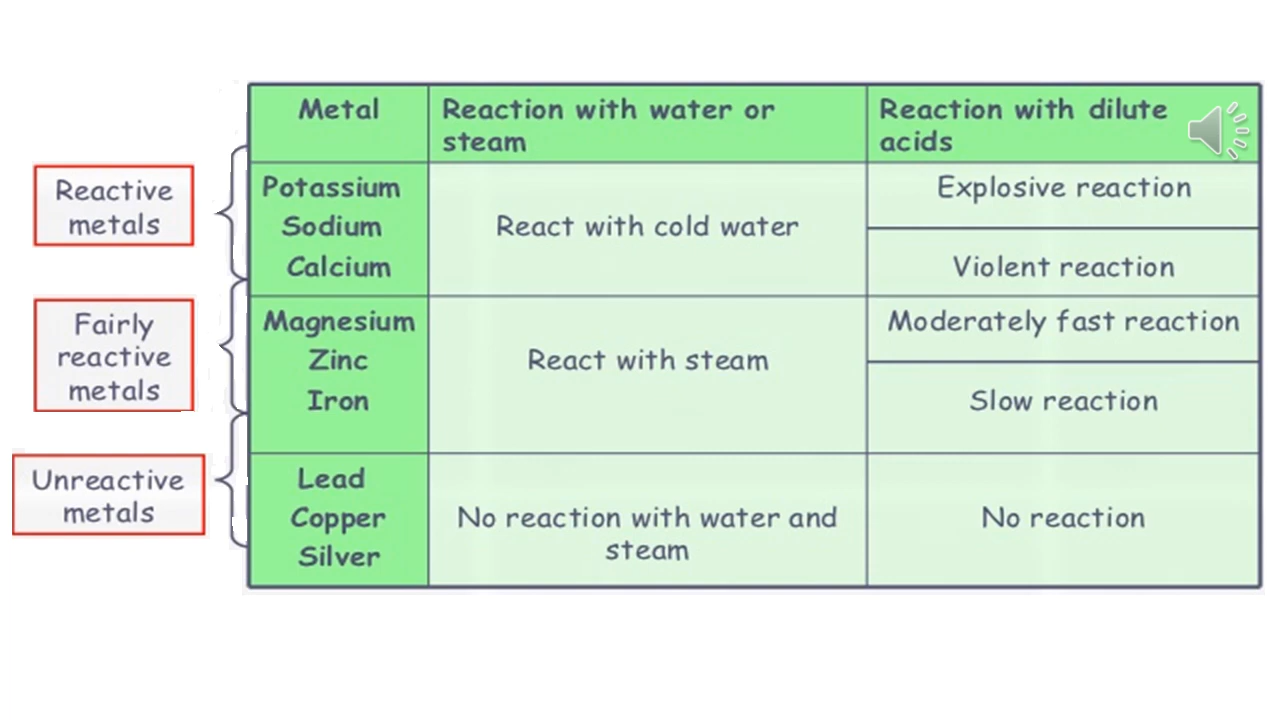 Metal
Reaction with water or
steam
Reaction with dilute
acids
Reactive
metals
Potassium
Sodium
Calcium
React with cold water
Explosive reaction
Violent reaction
Fairly
reactive
metals
Magnesium
Zinc
Iron
React with steam
Moderately fast reaction
Slow reaction
Unreactive
metals
Lead
Copper
Silver
No reaction with water and
steam
No reaction